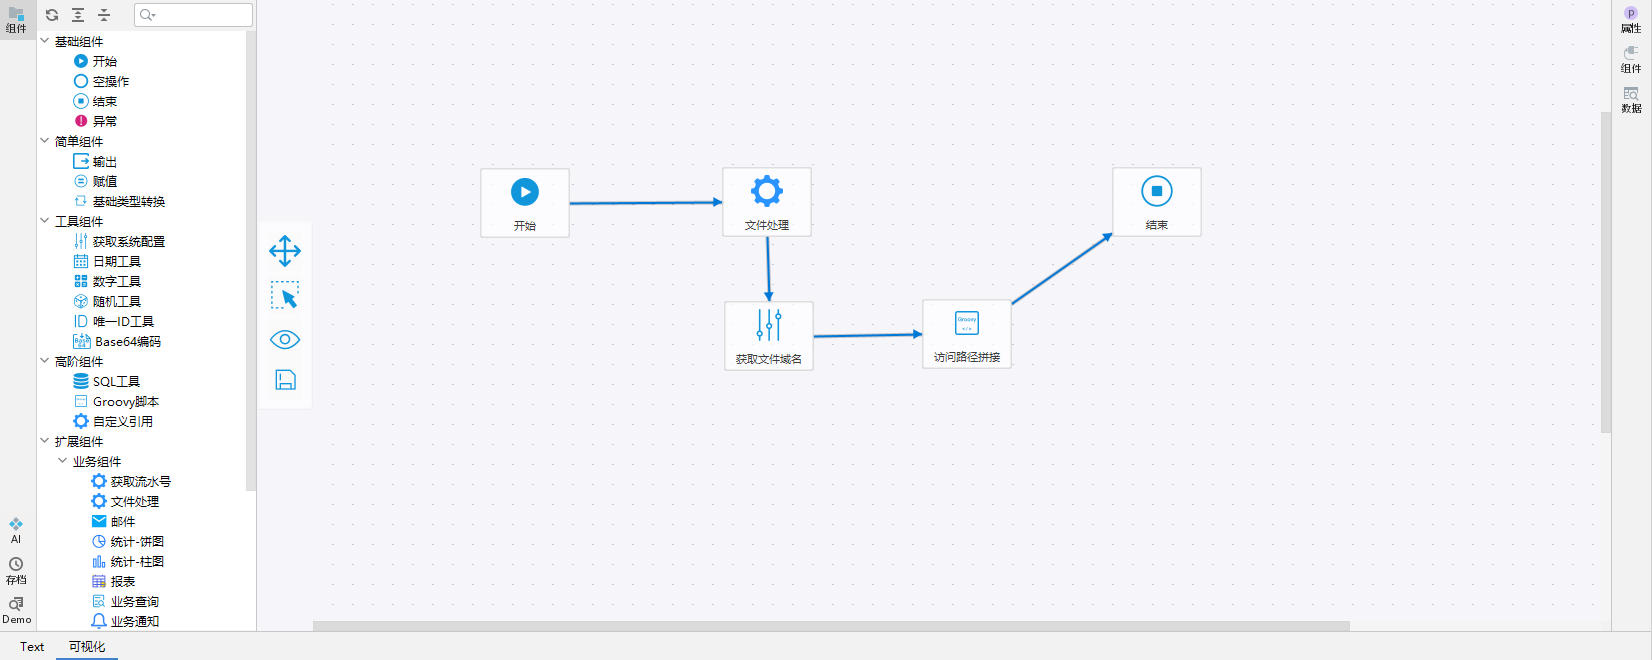 组件
基础组件
开始
空操作
结束
异常
简单组件
输出
赋值
基础类型转换
工具组件
获取系统配置
日期工具
数字工具
随机工具
唯一ID工具
Base64编码
高阶组件
SQL工具
Groovy脚本
自定义引用
扩展组件
业务组件
获取流水号
文件处理
邮件
统计-饼图
统计-柱图
报表
业务查询
业务通知
AI
存档
Demo
开始
文件处理
结束
获取文件域名
Groovy
</>
访问路径拼接
p
属性
组件
数据
Text
可视化